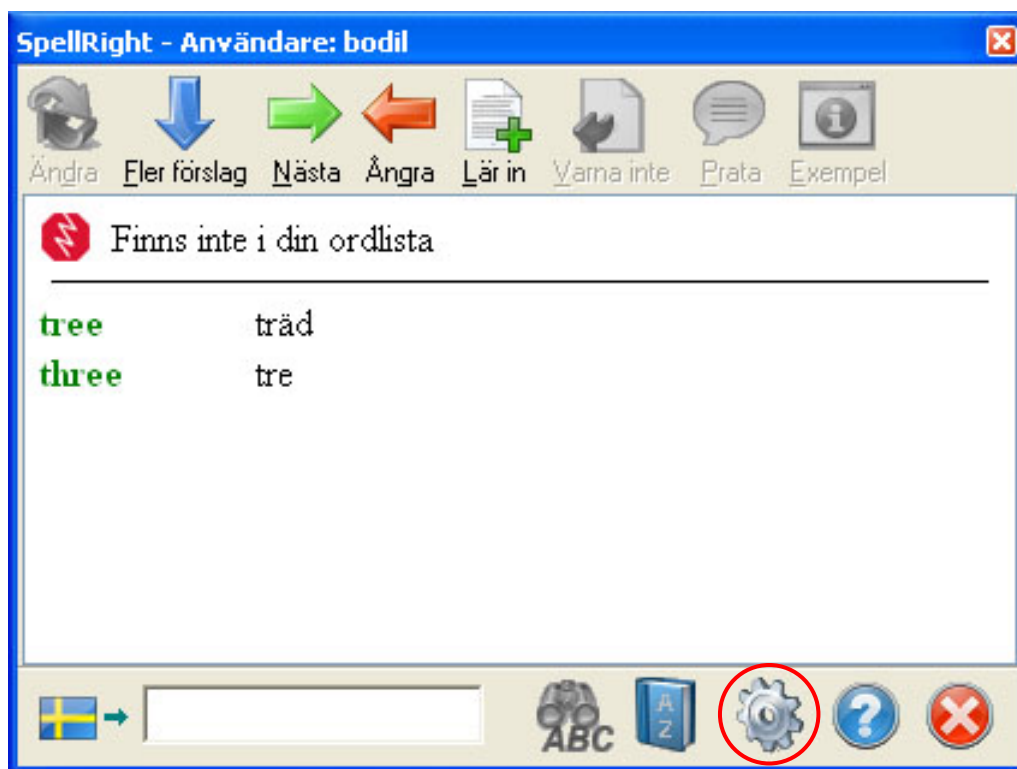 SpellRight - Användare: bodil
Ändra Fler förslag Nästa Ångra Lär in Varna inte Prata Exempel
Finns inte i din ordlista
tree träd
three tre
ABC A Z ?